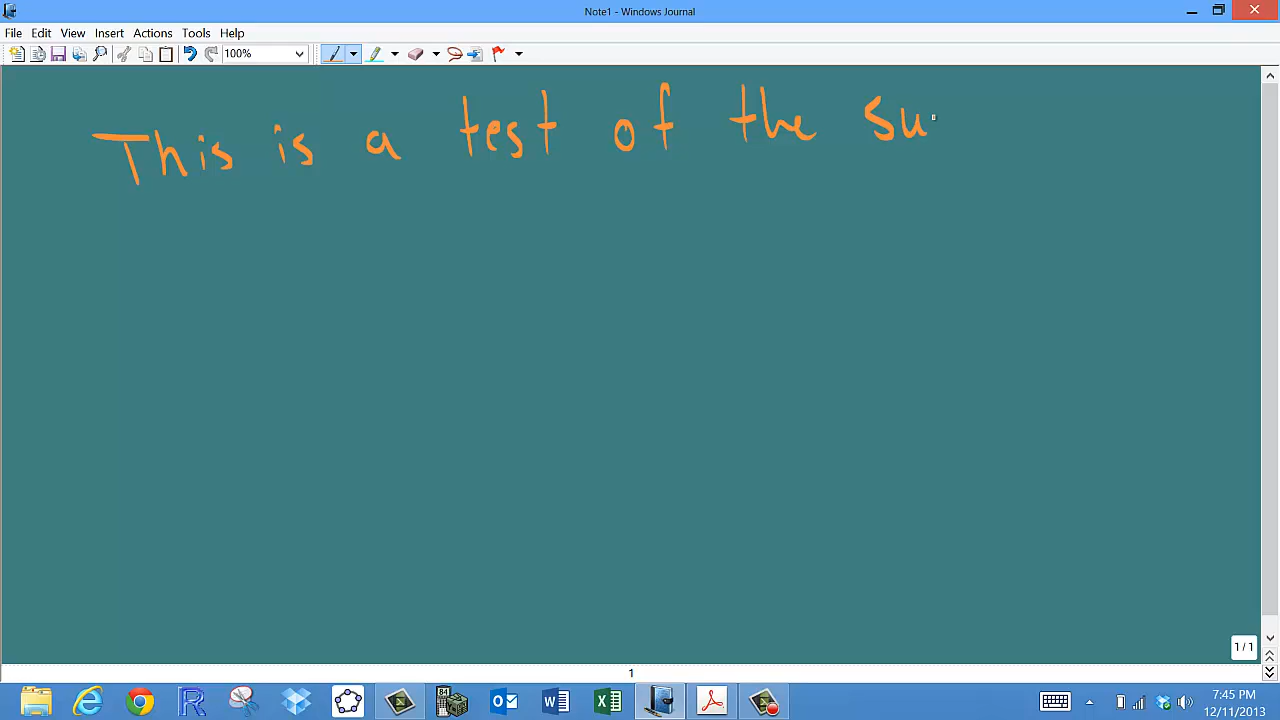 Note1 - Windows Journal
File Edit View Insert Actions Tools Help
100%
This is a test of the su
1 / 1
1
7:45 PM
12/11/2013